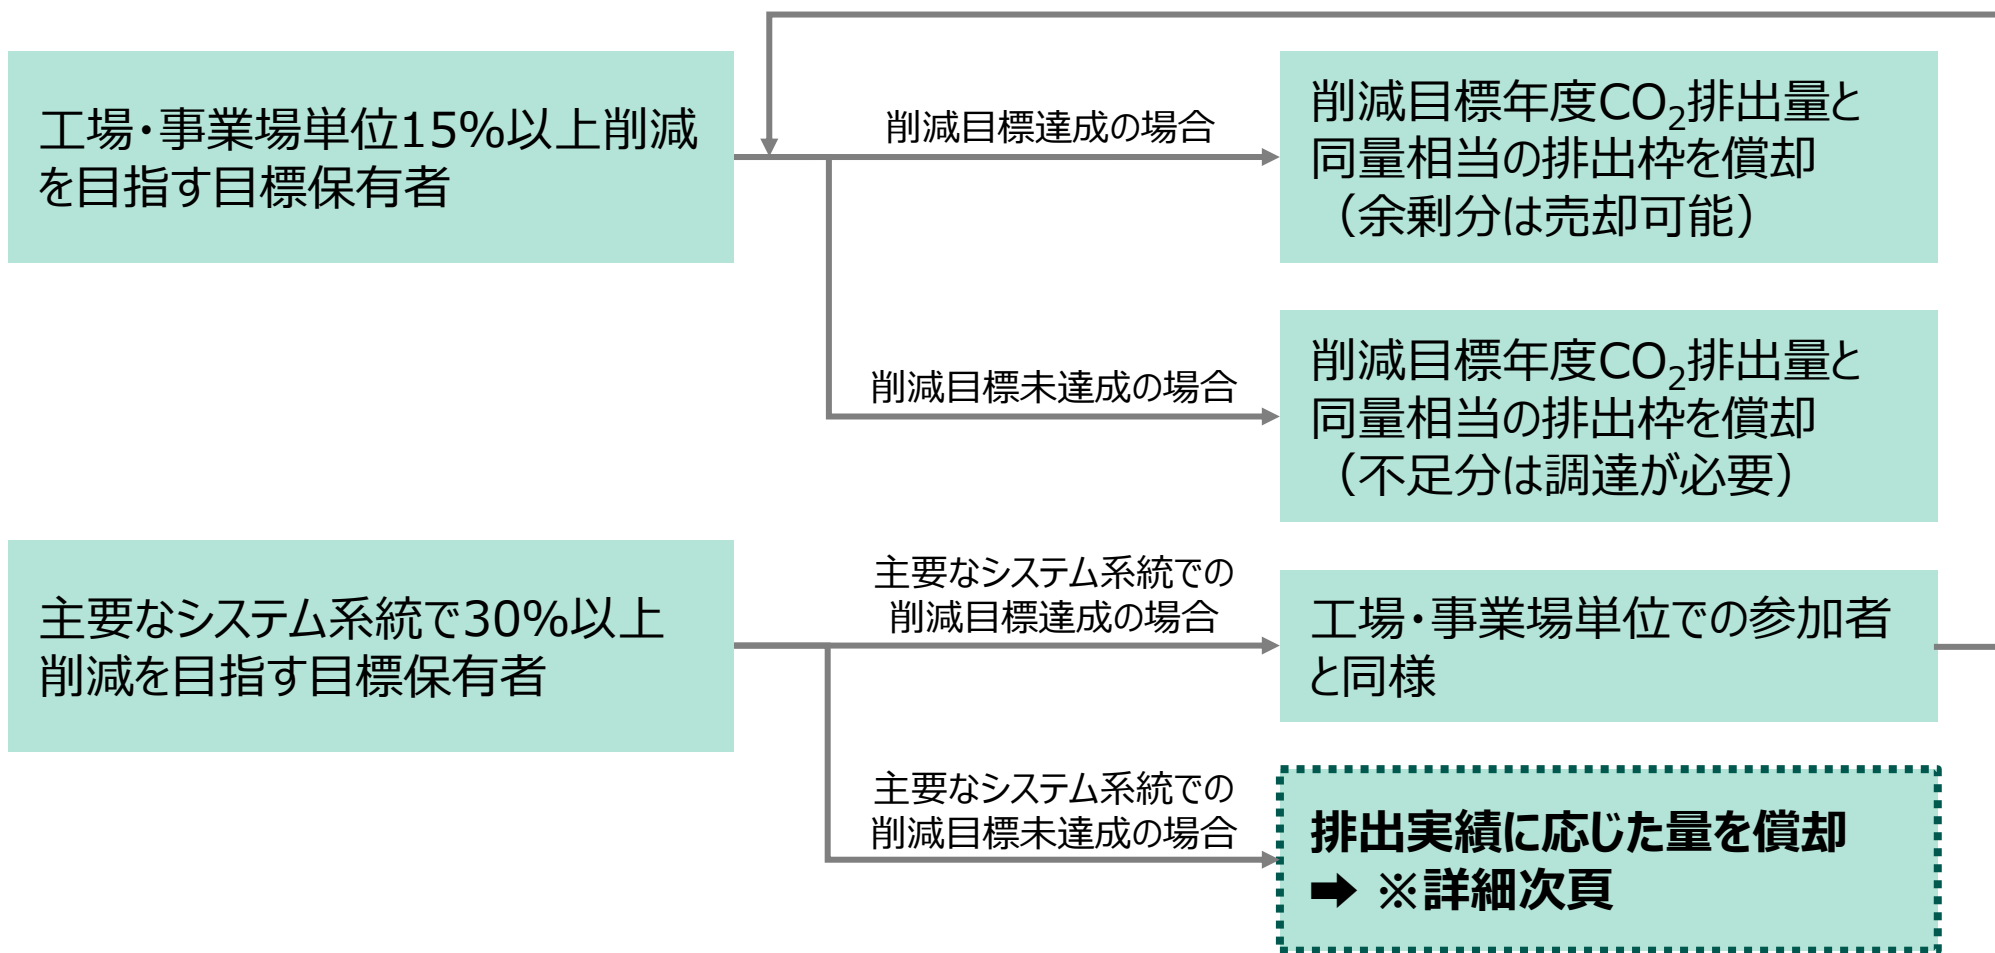 工場・事業場単位15%以上削減
を目指す目標保有者
削減目標達成の場合
削減目標年度CO₂排出量と
同量相当の排出枠を償却
（余剰分は売却可能）
削減目標未達成の場合
削減目標年度CO₂排出量と
同量相当の排出枠を償却
（不足分は調達が必要）
主要なシステム系統で30%以上
削減を目指す目標保有者
主要なシステム系統での
削減目標達成の場合
工場・事業場単位での参加者
と同様
主要なシステム系統での
削減目標未達成の場合
排出実績に応じた量を償却
➡ ※詳細次頁